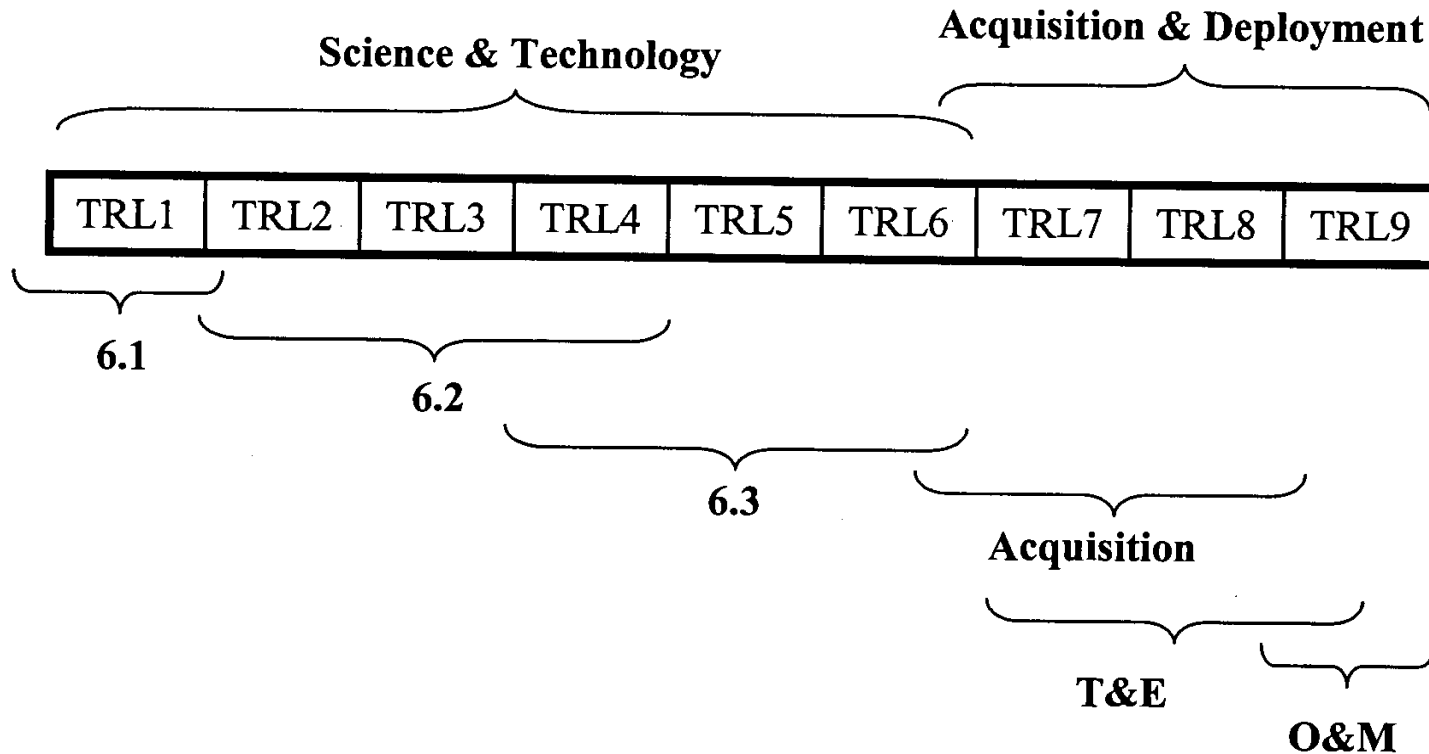 Acquisition & Deployment
Science & Technology
TRL1 TRL2 TRL3 TRL4 TRL5 TRL6 TRL7 TRL8 TRL9
6.1
6.2
6.3
Acquisition
T&E
O&M